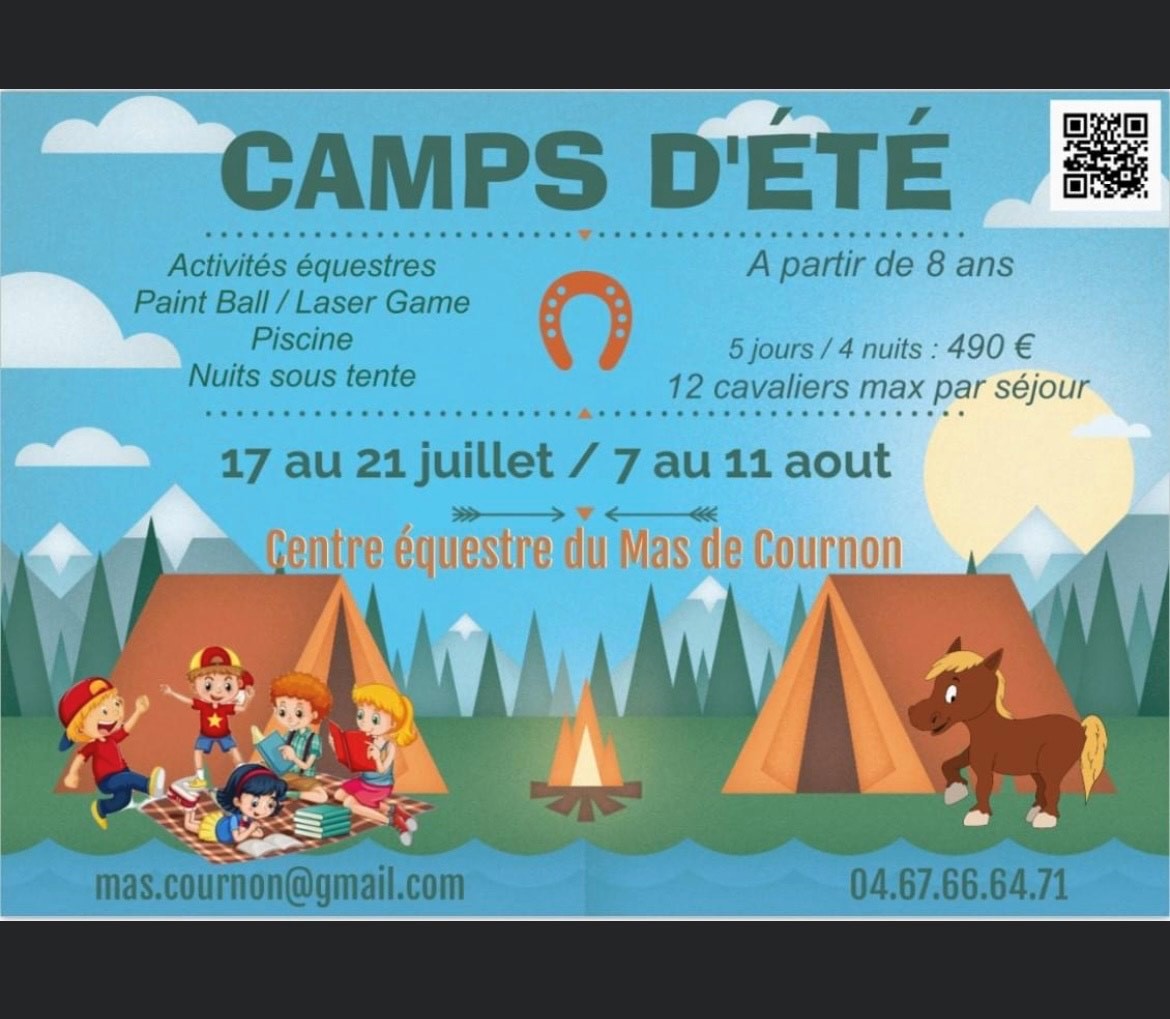 CAMPS D'ÉTÉ
Activités équestres
Paint Ball / Laser Game
Piscine
Nuits sous tente
A partir de 8 ans
5 jours / 4 nuits : 490 €
12 cavaliers max par séjour
17 au 21 juillet / 7 au 11 aout
Centre équestre du Mas de Cournon
mas.cournon@gmail.com
04.67.66.64.71